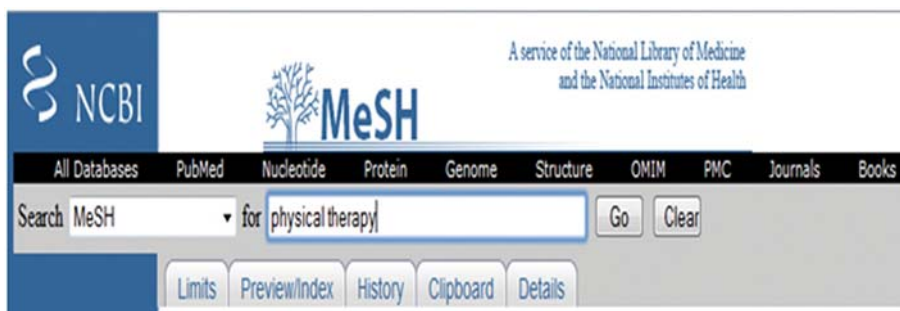 NCBI
MeSH
A service of the National Library of Medicine
and the National Institutes of Health
All Databases PubMed Nucleotide Protein Genome Structure OMIM PMC Journals Books
Search MeSH for physical therapy Go Clear
Limits Preview/Index History Clipboard Details